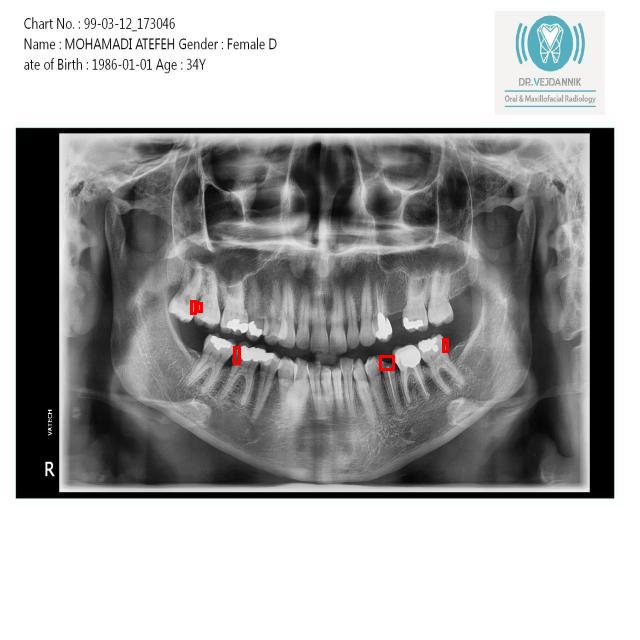 Chart No. : 99-03-12_173046
Name : MOHAMADI ATEFEH Gender : Female D
ate of Birth : 1986-01-01 Age : 34Y
DR.VEJDANNIK
Oral & Maxillofacial Radiology
VATECH
R